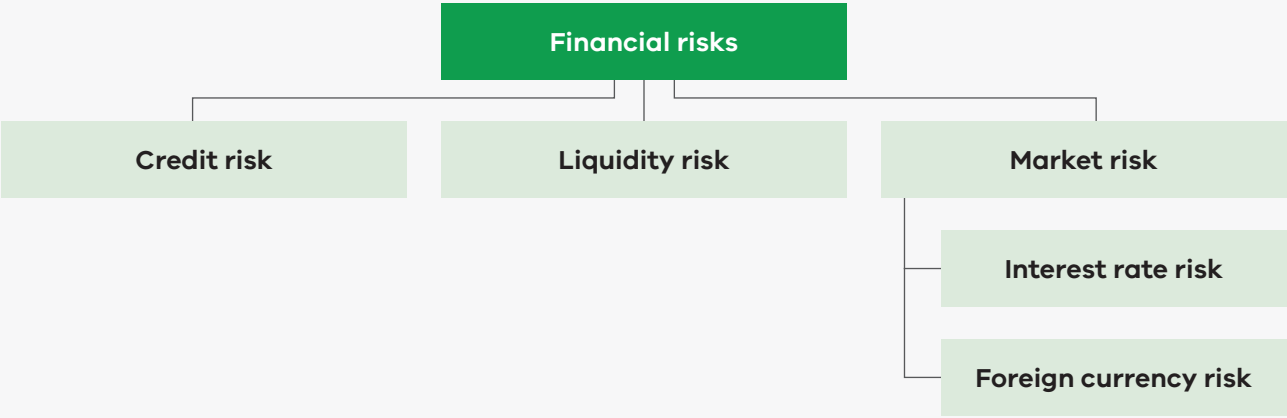 Financial risks
Credit risk
Liquidity risk
Market risk
Interest rate risk
Foreign currency risk